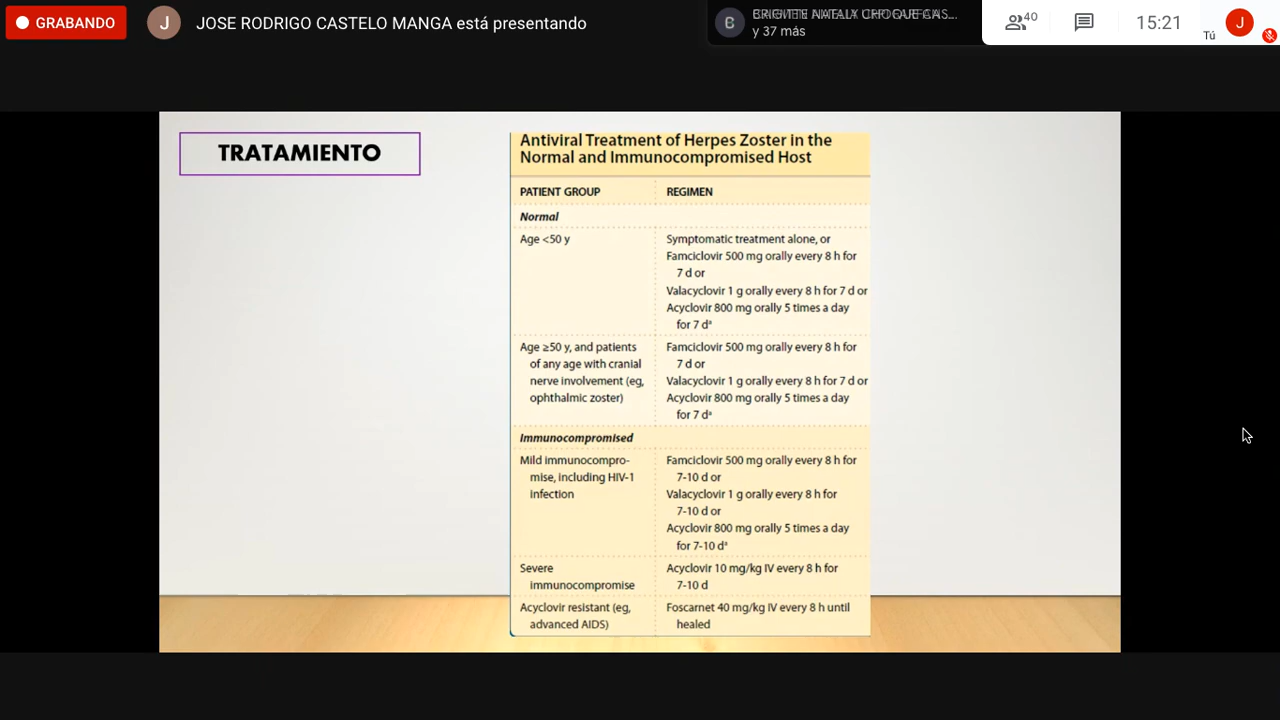 GRABANDO
J
JOSE RODRIGO CASTELO MANGA está presentando
B
y 37 más
40
15:21
Tú
J
TRATAMIENTO
Antiviral Treatment of Herpes Zoster in the
Normal and Immunocompromised Host
PATIENT GROUP REGIMEN
Normal
Age <50 y Symptomatic treatment alone, or
Famciclovir 500 mg orally every 8 h for
7 d or
Valacyclovir 1 g orally every 8 h for 7 d or
Acyclovir 800 mg orally 5 times a day
for 7 dᵃ
Age ≥50 y, and patients Famciclovir 500 mg orally every 8 h for
of any age with cranial 7 d or
nerve involvement (eg, Valacyclovir 1 g orally every 8 h for 7 d or
ophthalmic zoster) Acyclovir 800 mg orally 5 times a day
for 7 dᵃ
Immunocompromised
Mild immunocompro- Famciclovir 500 mg orally every 8 h for
mise, including HIV-1 7-10 d or
infection Valacyclovir 1 g orally every 8 h for
7-10 d or
Acyclovir 800 mg orally 5 times a day
for 7-10 dᵃ
Severe Acyclovir 10 mg/kg IV every 8 h for
immunocompromise 7-10 d
Acyclovir resistant (eg, Foscarnet 40 mg/kg IV every 8 h until
advanced AIDS) healed